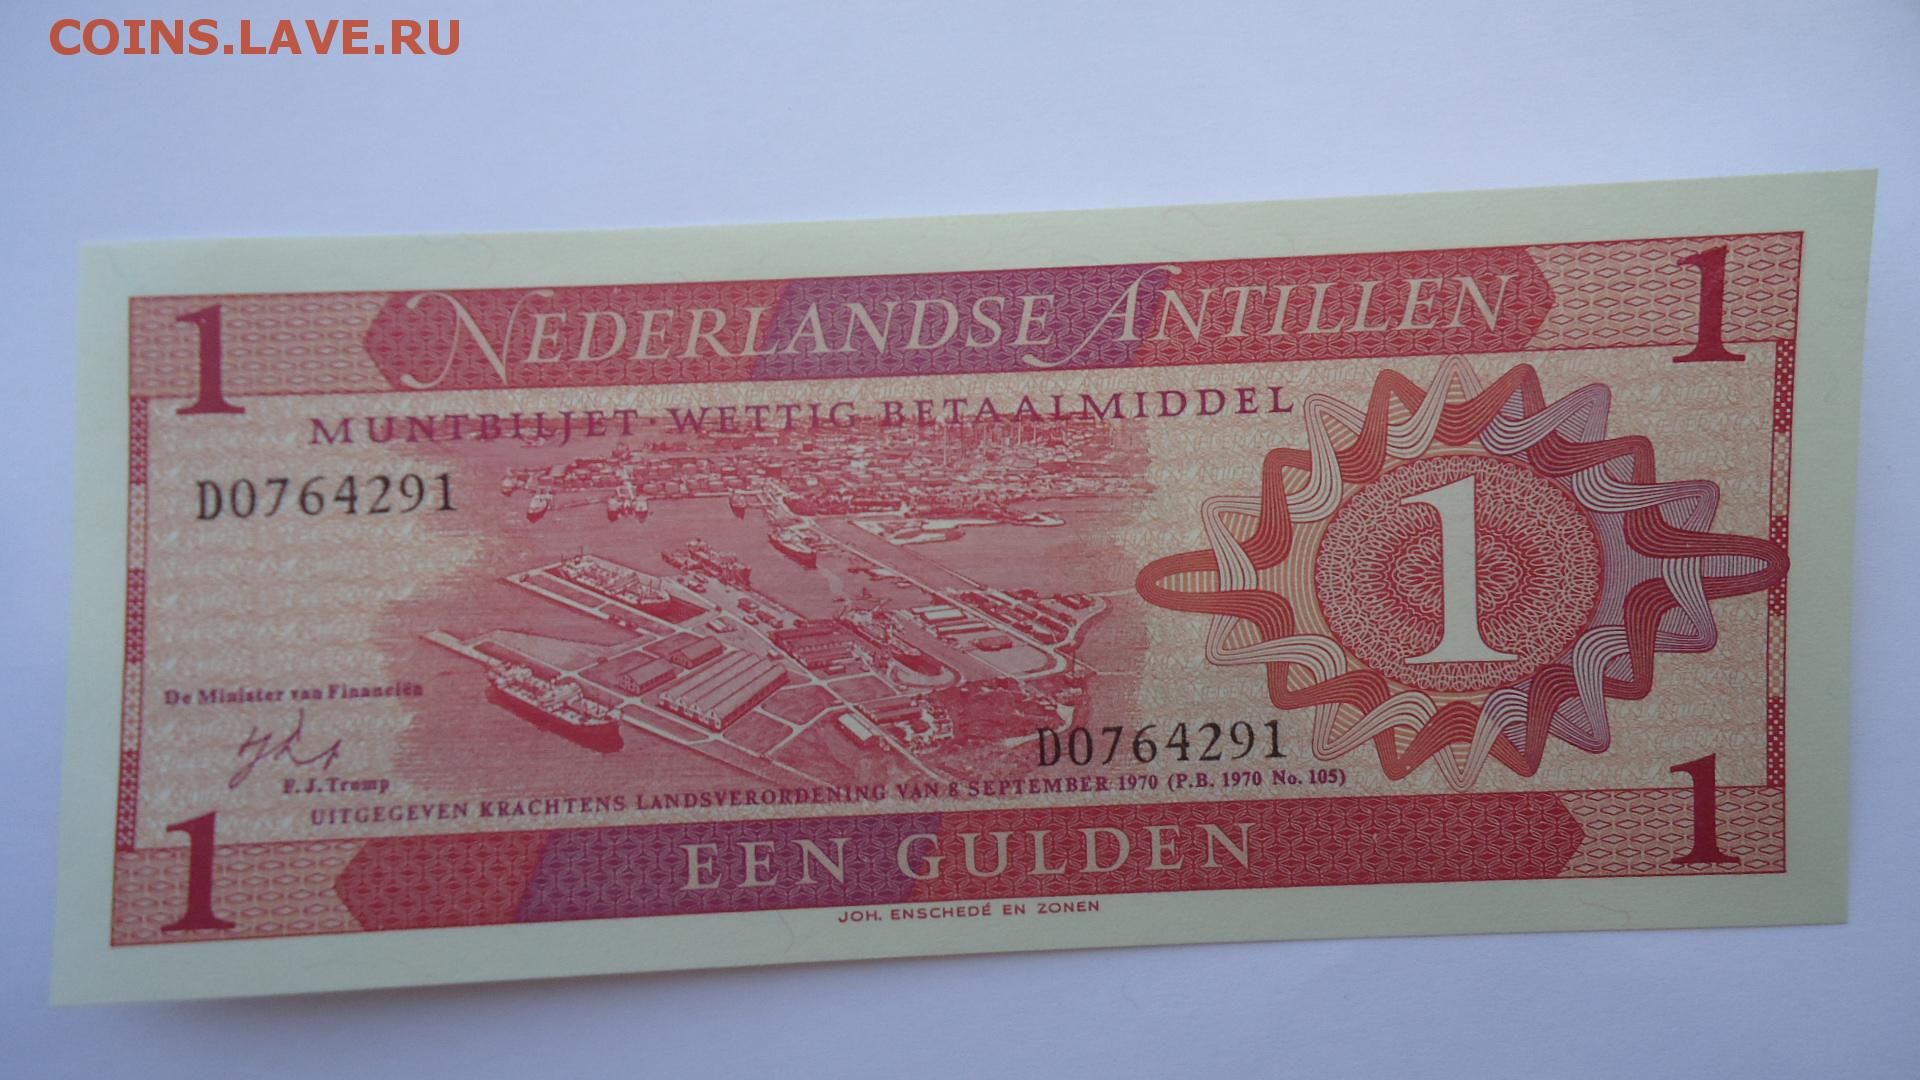 COINS.LAVE.RU
1 NEDERLANDSE ANTILLEN 1
MUNTBILJET·WETTIG BETAALMIDDEL
D0764291
1
De Minister van Financiën
D0764291
F.J. Tromp
UITGEGEVEN KRACHTENS LANDSVERORDENING VAN 8 SEPTEMBER 1970 (P.B. 1970 No. 105)
1 EEN GULDEN 1
JOH. ENSCHEDÉ EN ZONEN